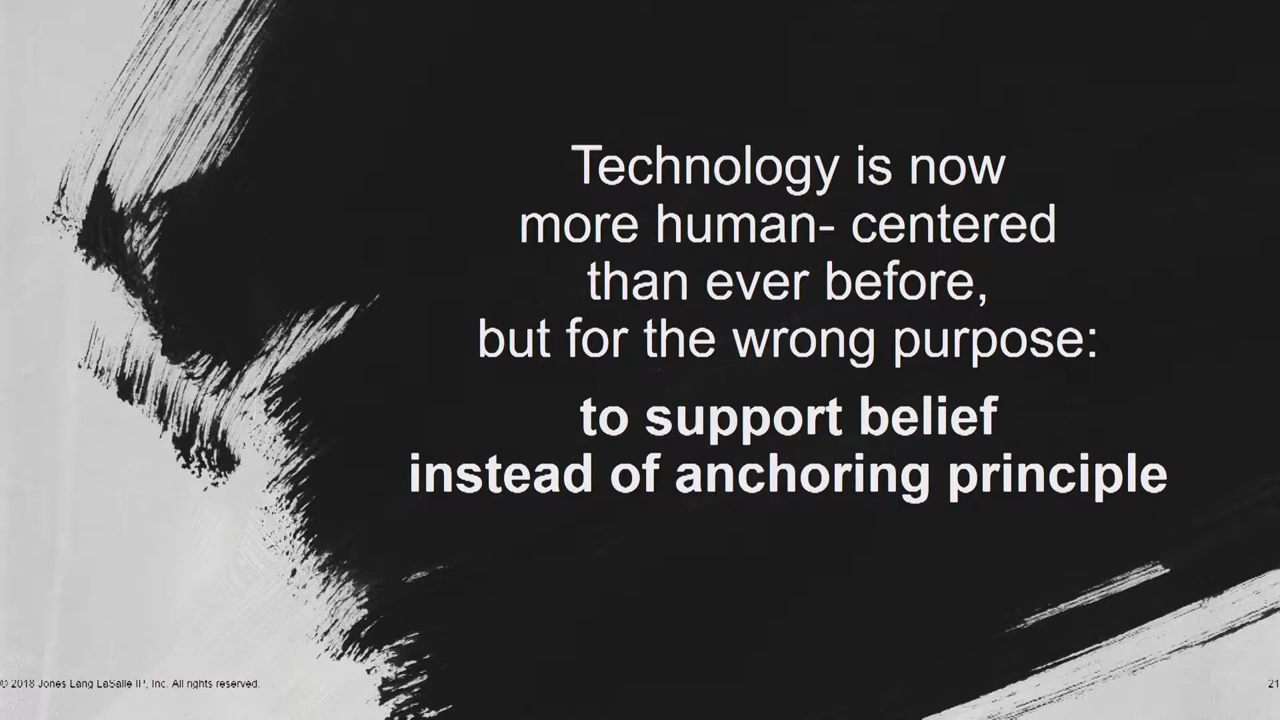 Technology is now
more human- centered
than ever before,
but for the wrong purpose:
to support belief
instead of anchoring principle
© 2018 Jones Lang LaSalle IP, Inc. All rights reserved.
21